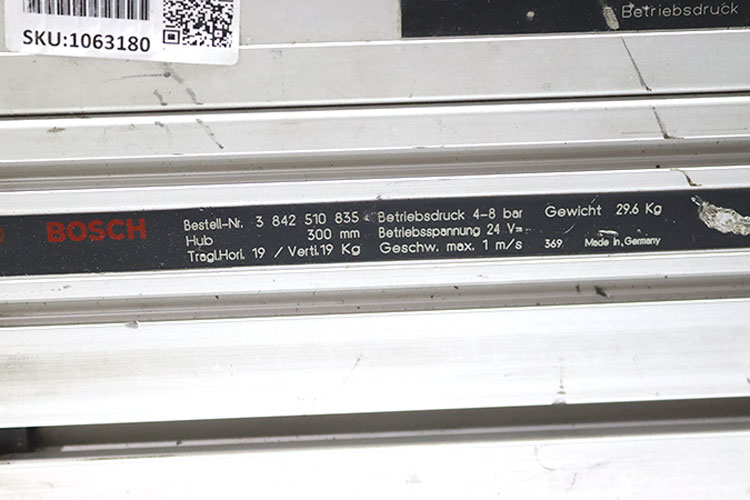 SKU:1063180
Betriebsdruck
BOSCH
Bestell-Nr. 3 842 510 835 Betriebsdruck 4-8 bar Gewicht 29.6 Kg
Hub 300 mm Betriebsspannung 24 V=
Tragl.Hori. 19 / Verti.19 Kg Geschw. max. 1 m/s 369 Made in Germany